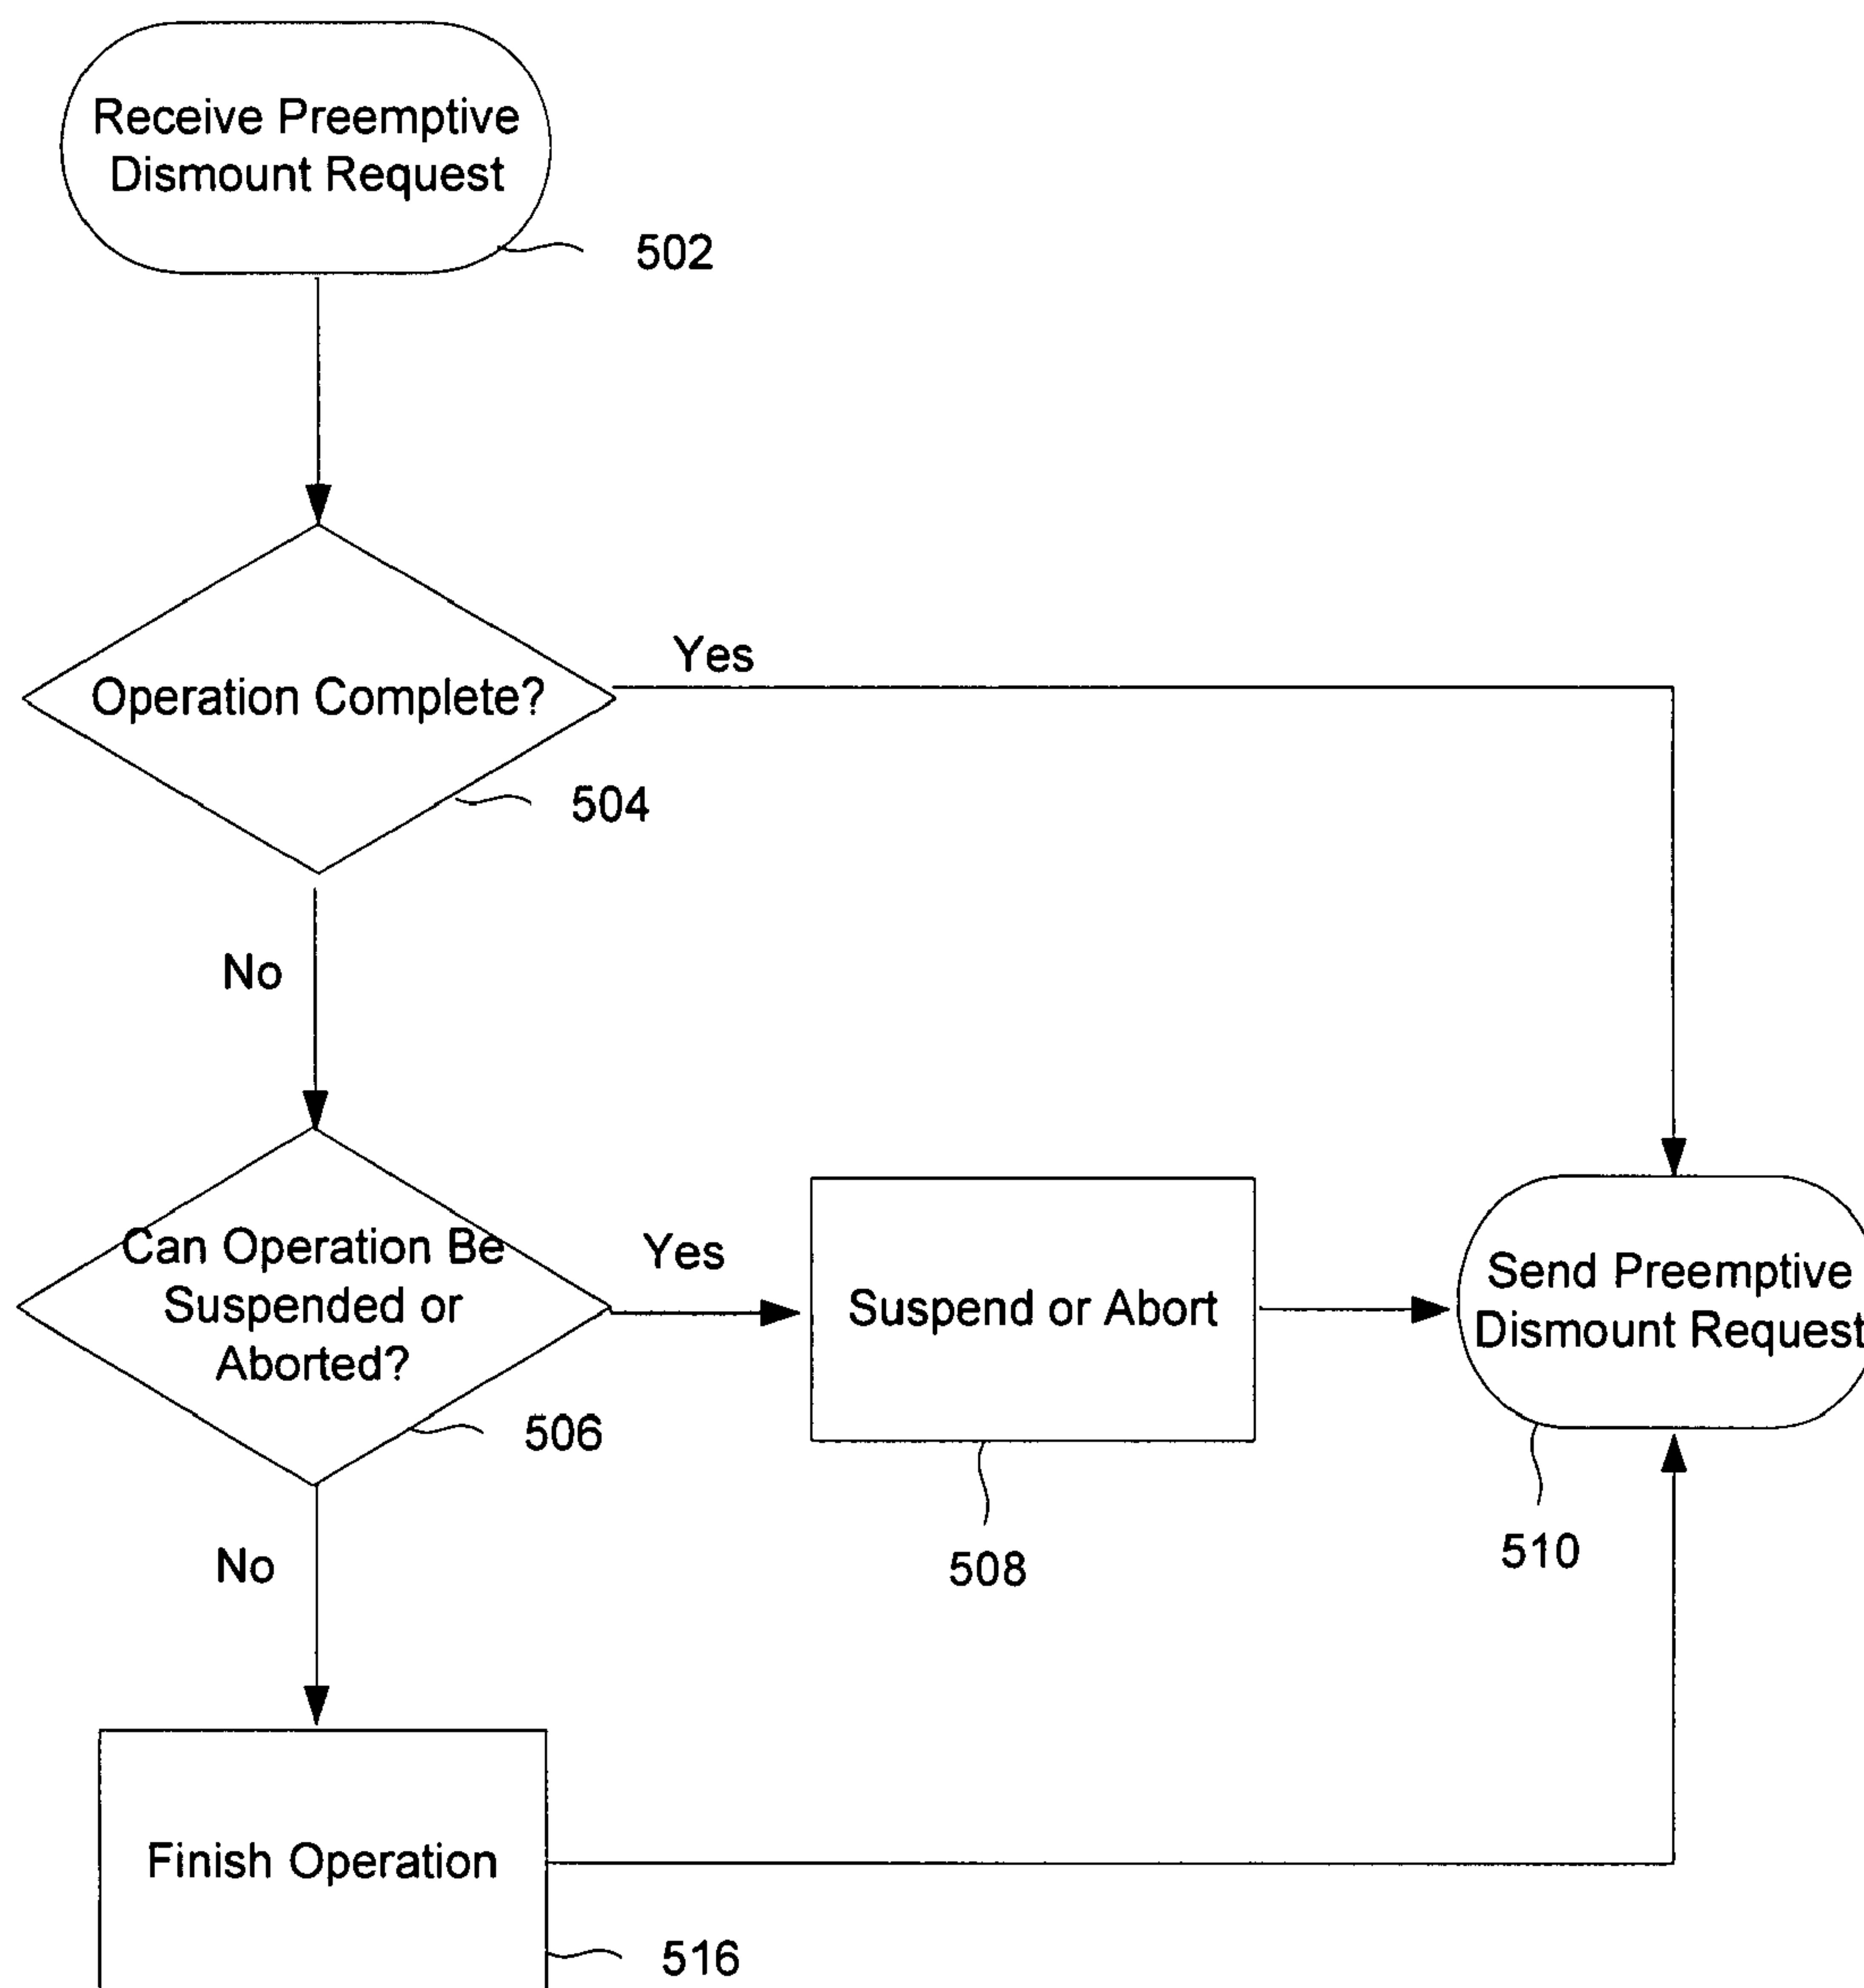 Receive Preemptive
Dismount Request
502
Operation Complete?
Yes
504
No
Can Operation Be
Suspended or
Aborted?
506
Yes
Suspend or Abort
508
Send Preemptive
Dismount Request
510
No
Finish Operation
516